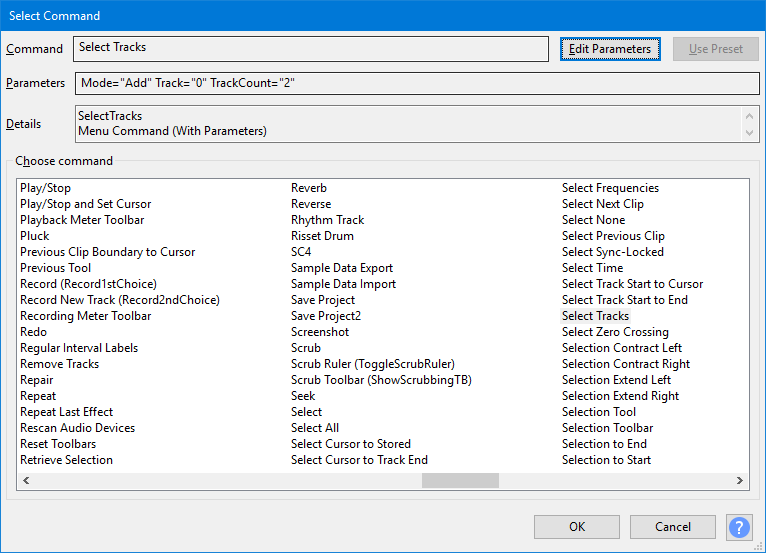 Select Command
Command
Select Tracks
Edit Parameters
Use Preset
Parameters
Mode="Add" Track="0" TrackCount="2"
Details
SelectTracks
Menu Command (With Parameters)
Choose command
Play/Stop
Play/Stop and Set Cursor
Playback Meter Toolbar
Pluck
Previous Clip Boundary to Cursor
Previous Tool
Record (Record1stChoice)
Record New Track (Record2ndChoice)
Recording Meter Toolbar
Redo
Regular Interval Labels
Remove Tracks
Repair
Repeat
Repeat Last Effect
Rescan Audio Devices
Reset Toolbars
Retrieve Selection
Reverb
Reverse
Rhythm Track
Risset Drum
SC4
Sample Data Export
Sample Data Import
Save Project
Save Project2
Screenshot
Scrub
Scrub Ruler (ToggleScrubRuler)
Scrub Toolbar (ShowScrubbingTB)
Seek
Select
Select All
Select Cursor to Stored
Select Cursor to Track End
Select Frequencies
Select Next Clip
Select None
Select Previous Clip
Select Sync-Locked
Select Time
Select Track Start to Cursor
Select Track Start to End
Select Tracks
Select Zero Crossing
Selection Contract Left
Selection Contract Right
Selection Extend Left
Selection Extend Right
Selection Tool
Selection Toolbar
Selection to End
Selection to Start
OK
Cancel
?